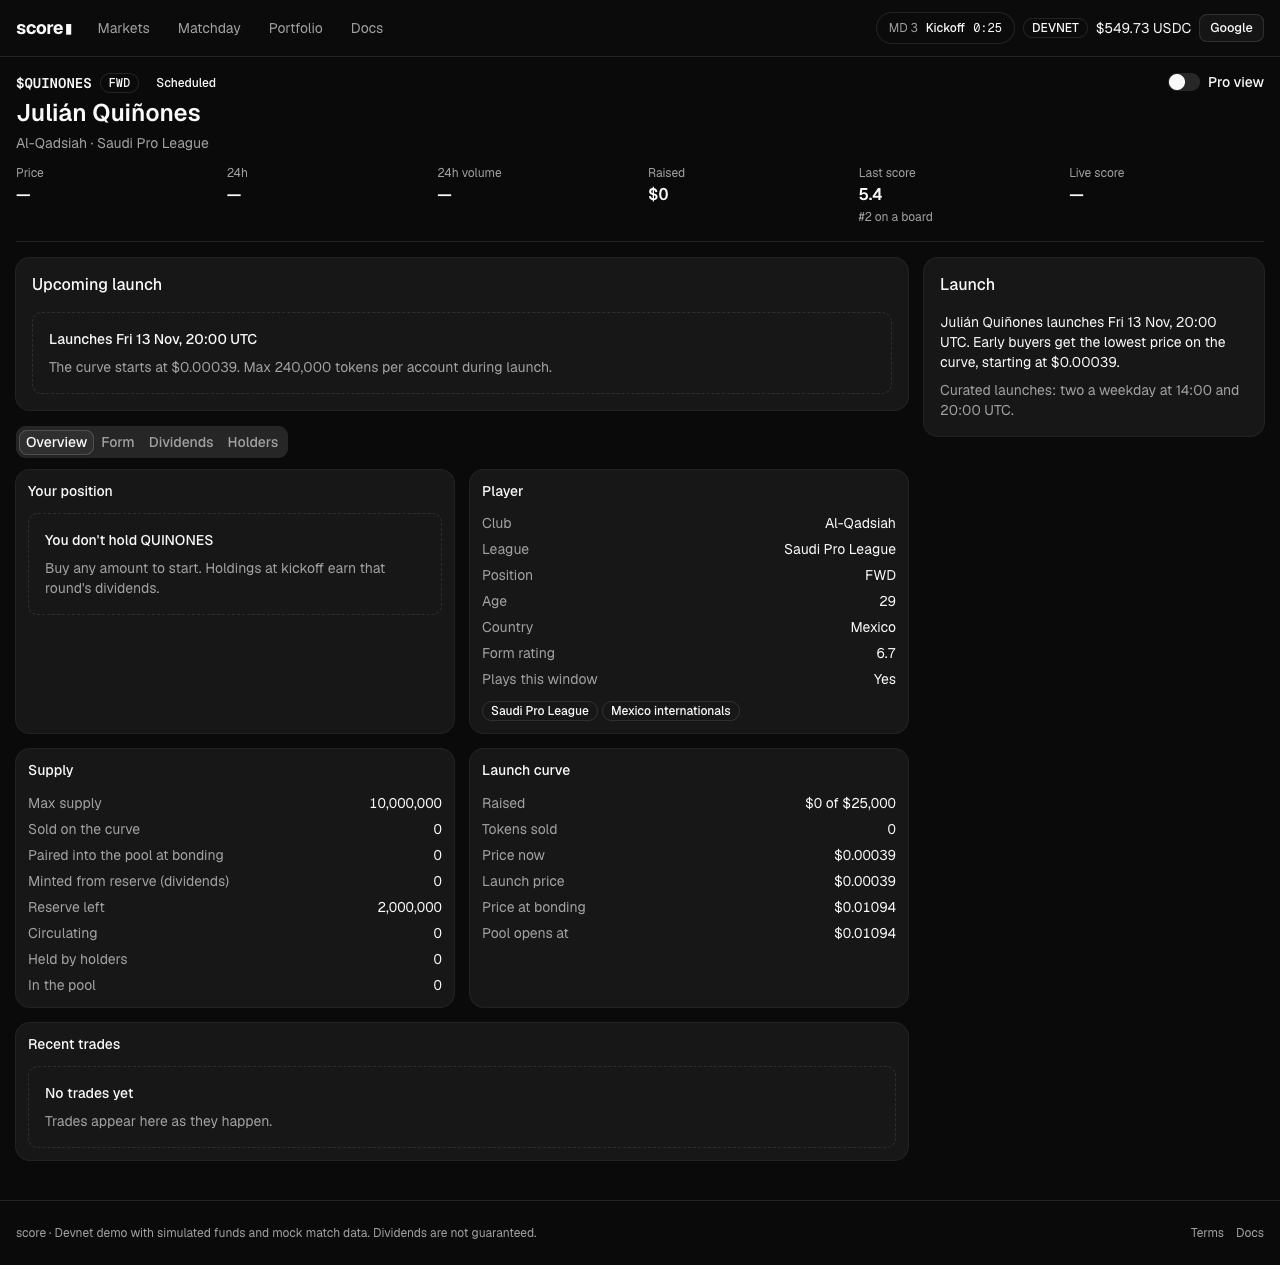 score
Markets
Matchday
Portfolio
Docs
MD 3 Kickoff 0:25
DEVNET
$549.73 USDC
Google
$QUINONES
FWD
Scheduled
Pro view
Julián Quiñones
Al-Qadsiah · Saudi Pro League
Price
—
24h
—
24h volume
—
Raised
$0
Last score
5.4
#2 on a board
Live score
—
Upcoming launch
Launches Fri 13 Nov, 20:00 UTC
The curve starts at $0.00039. Max 240,000 tokens per account during launch.
Launch
Julián Quiñones launches Fri 13 Nov, 20:00
UTC. Early buyers get the lowest price on the
curve, starting at $0.00039.
Curated launches: two a weekday at 14:00 and
20:00 UTC.
Overview
Form
Dividends
Holders
Your position
You don't hold QUINONES
Buy any amount to start. Holdings at kickoff earn that
round's dividends.
Player
Club Al-Qadsiah
League Saudi Pro League
Position FWD
Age 29
Country Mexico
Form rating 6.7
Plays this window Yes
Saudi Pro League
Mexico internationals
Supply
Max supply 10,000,000
Sold on the curve 0
Paired into the pool at bonding 0
Minted from reserve (dividends) 0
Reserve left 2,000,000
Circulating 0
Held by holders 0
In the pool 0
Launch curve
Raised $0 of $25,000
Tokens sold 0
Price now $0.00039
Launch price $0.00039
Price at bonding $0.01094
Pool opens at $0.01094
Recent trades
No trades yet
Trades appear here as they happen.
score · Devnet demo with simulated funds and mock match data. Dividends are not guaranteed.
Terms
Docs